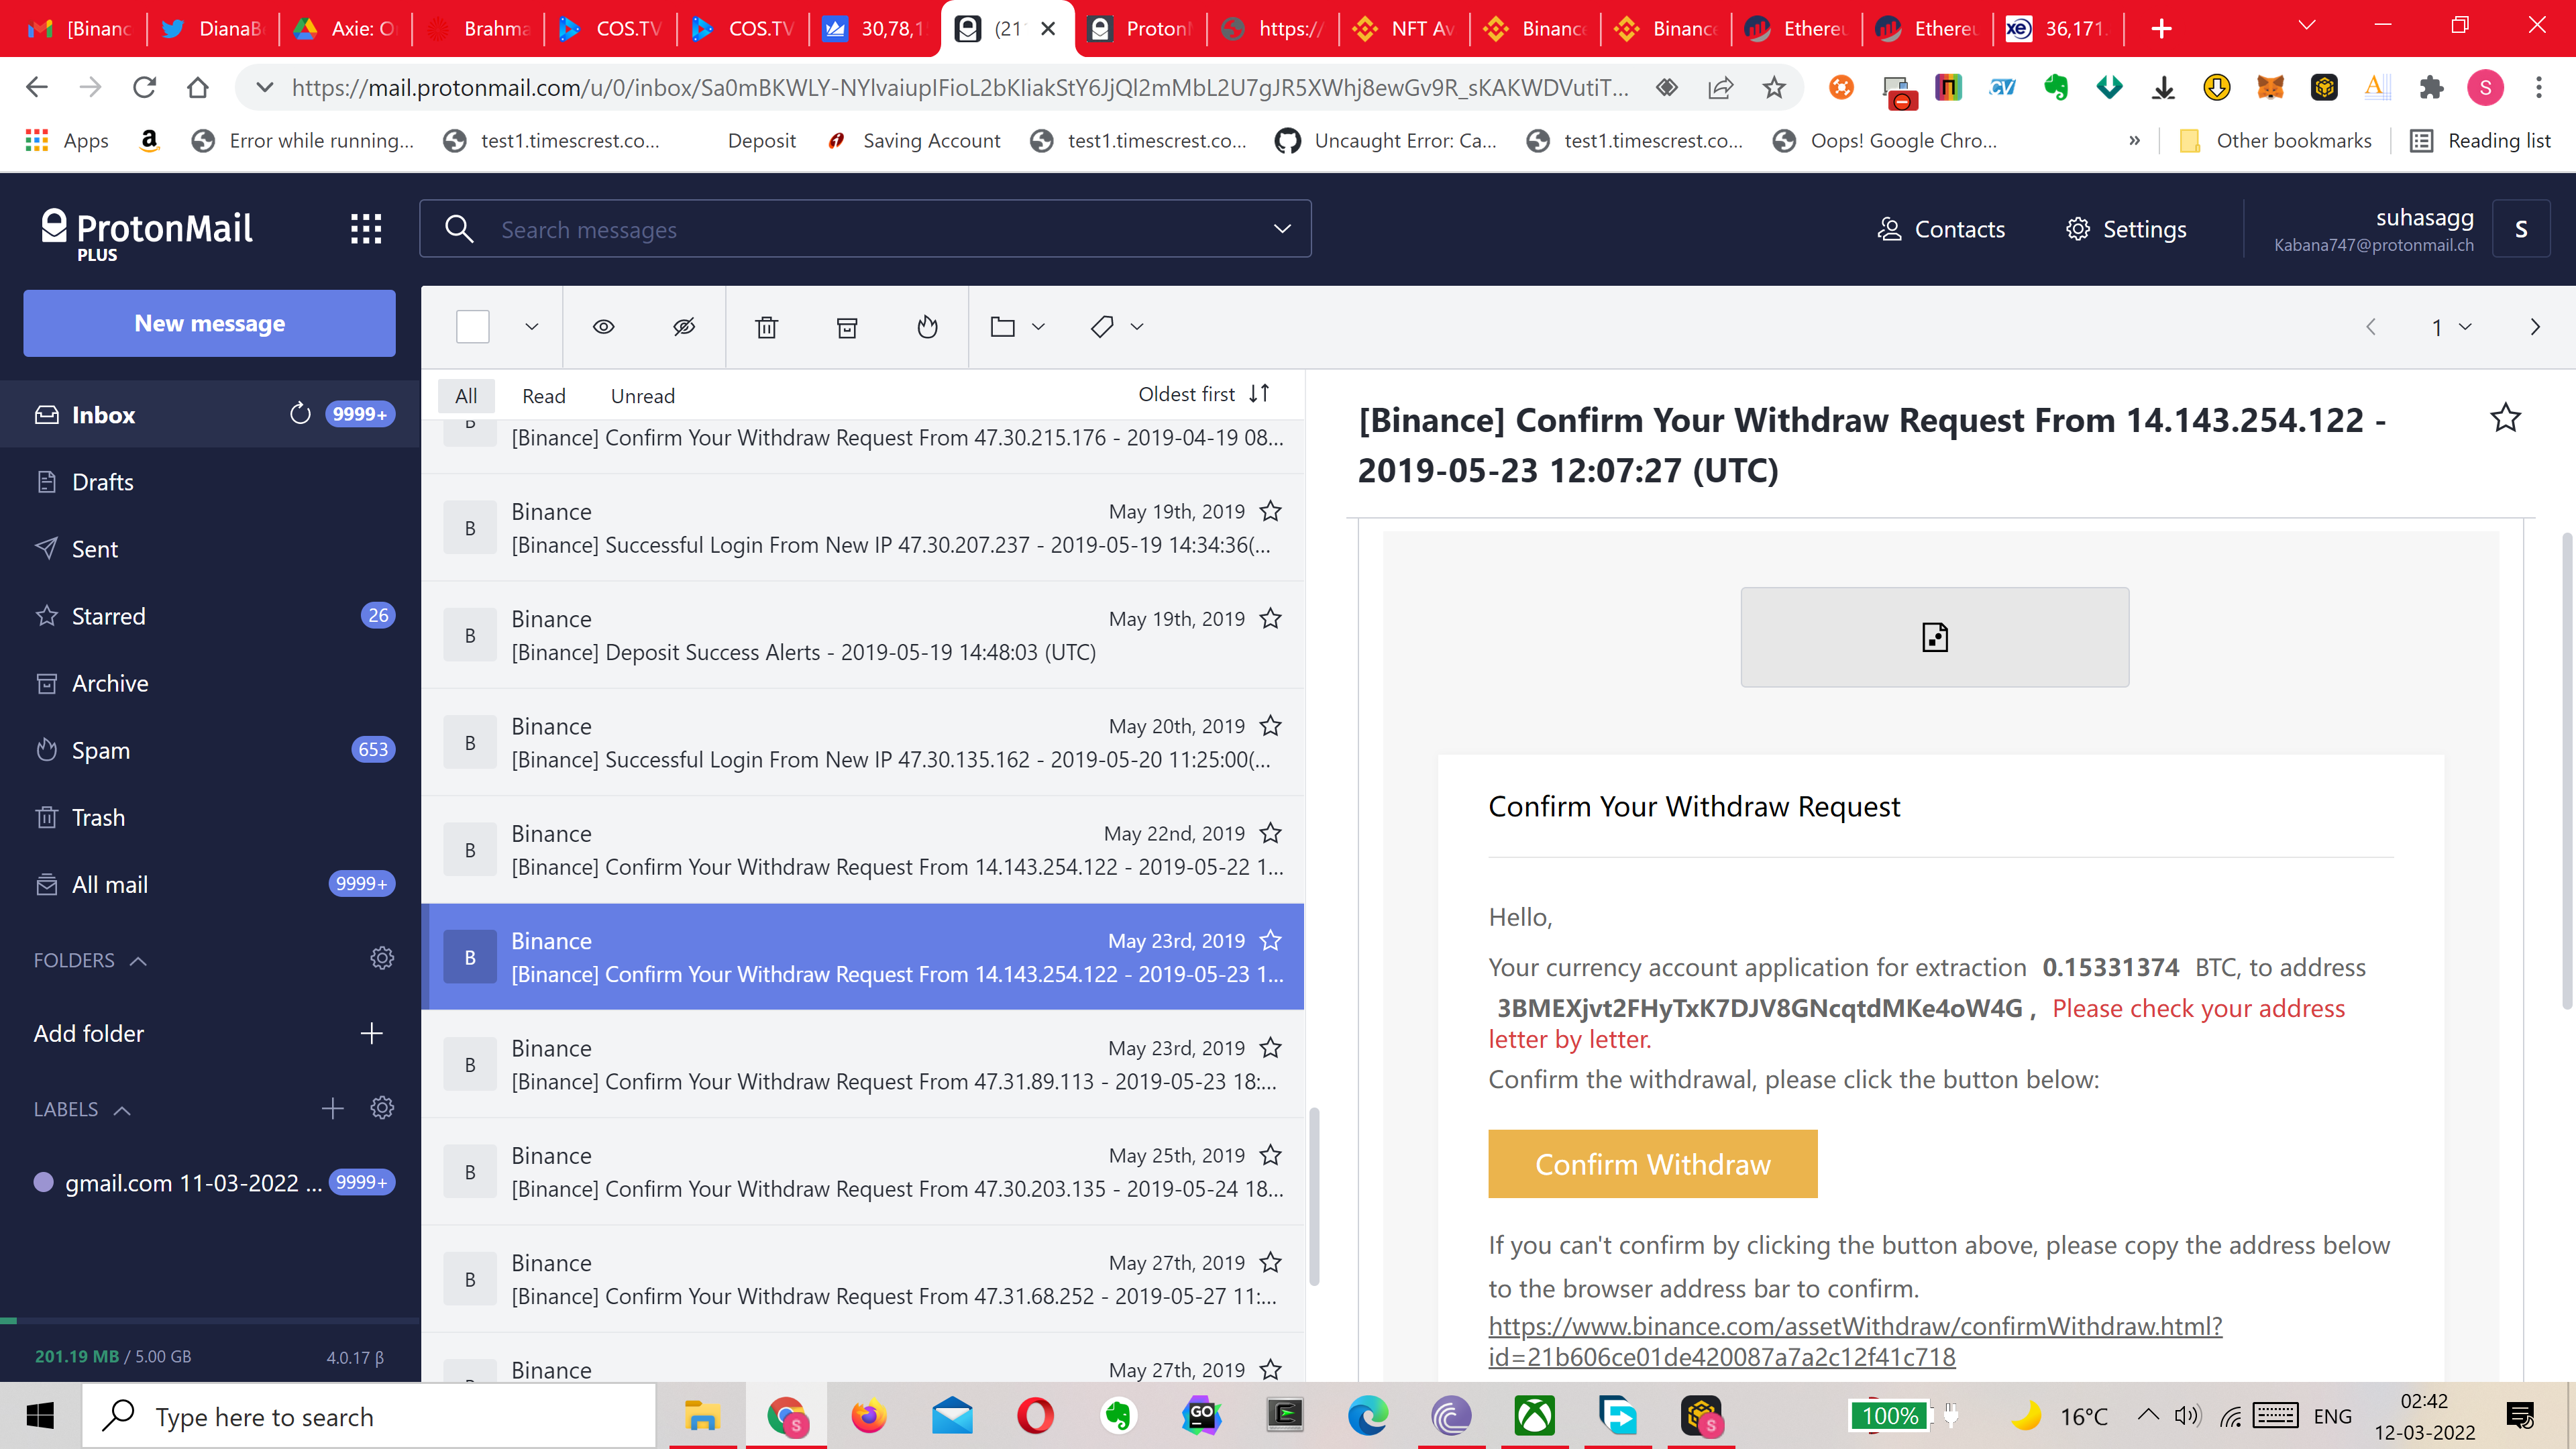 [Binanc
DianaB
Axie: O
Brahma
COS.TV
COS.TV
30,78,1
(21
Proton
https://
NFT Av
Binance
Binance
Ethereu
Ethereu
36,171.
https://mail.protonmail.com/u/0/inbox/Sa0mBKWLY-NYlvaiupIFioL2bKIiakStY6JjQl2mMbL2U7gJR5XWhj8ewGv9R_sKAKWDVutiT...
Apps
Error while running...
test1.timescrest.co...
Deposit
Saving Account
test1.timescrest.co...
Uncaught Error: Ca...
test1.timescrest.co...
Oops! Google Chro...
»
Other bookmarks
Reading list
ProtonMail
PLUS
Search messages
Contacts
Settings
suhasagg
Kabana747@protonmail.ch
S
New message
1
Inbox 9999+
Drafts
Sent
Starred 26
Archive
Spam 653
Trash
All mail 9999+
FOLDERS
Add folder
LABELS
gmail.com 11-03-2022 ... 9999+
201.19 MB / 5.00 GB
4.0.17 β
All Read Unread Oldest first
[Binance] Confirm Your Withdraw Request From 47.30.215.176 - 2019-04-19 08...
B
Binance May 19th, 2019
[Binance] Successful Login From New IP 47.30.207.237 - 2019-05-19 14:34:36(...
B
Binance May 19th, 2019
[Binance] Deposit Success Alerts - 2019-05-19 14:48:03 (UTC)
B
Binance May 20th, 2019
[Binance] Successful Login From New IP 47.30.135.162 - 2019-05-20 11:25:00(...
B
Binance May 22nd, 2019
[Binance] Confirm Your Withdraw Request From 14.143.254.122 - 2019-05-22 1...
B
Binance May 23rd, 2019
[Binance] Confirm Your Withdraw Request From 14.143.254.122 - 2019-05-23 1...
B
Binance May 23rd, 2019
[Binance] Confirm Your Withdraw Request From 47.31.89.113 - 2019-05-23 18:...
B
Binance May 25th, 2019
[Binance] Confirm Your Withdraw Request From 47.30.203.135 - 2019-05-24 18...
B
Binance May 27th, 2019
[Binance] Confirm Your Withdraw Request From 47.31.68.252 - 2019-05-27 11:...
Binance May 27th, 2019
[Binance] Confirm Your Withdraw Request From 14.143.254.122 -
2019-05-23 12:07:27 (UTC)
Confirm Your Withdraw Request
Hello,
Your currency account application for extraction 0.15331374 BTC, to address
3BMEXjvt2FHyTxK7DJV8GNcqtdMKe4oW4G , Please check your address
letter by letter.
Confirm the withdrawal, please click the button below:
Confirm Withdraw
If you can't confirm by clicking the button above, please copy the address below
to the browser address bar to confirm.
https://www.binance.com/assetWithdraw/confirmWithdraw.html?
id=21b606ce01de420087a7a2c12f41c718
Type here to search
100%
16°C
ENG
02:42
12-03-2022